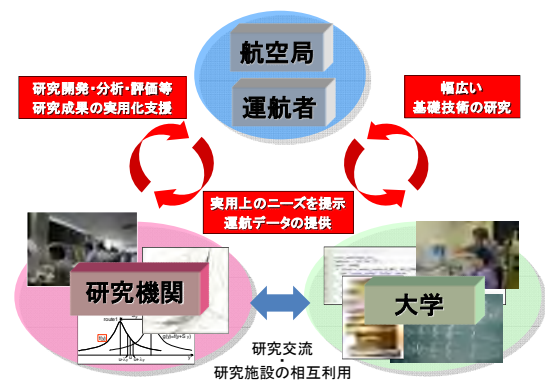 航空局
運航者
研究開発・分析・評価等
研究成果の実用化支援
幅広い
基礎技術の研究
実用上のニーズを提示
運航データの提供
研究機関
大学
研究交流
・
研究施設の相互利用